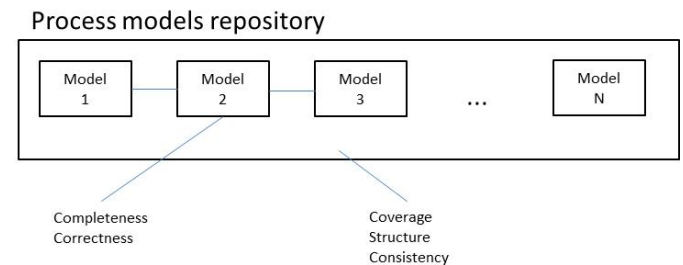 Process models repository
Model
1
Model
2
Model
3
...
Model
N
Completeness
Correctness
Coverage
Structure
Consistency